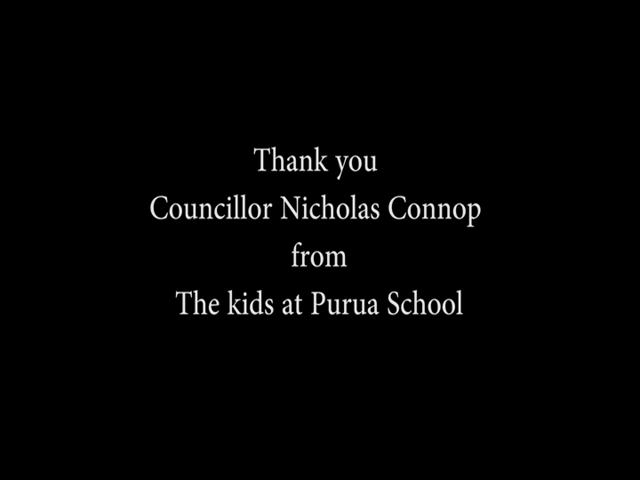 Thank you
Councillor Nicholas Connop
from
The kids at Purua School